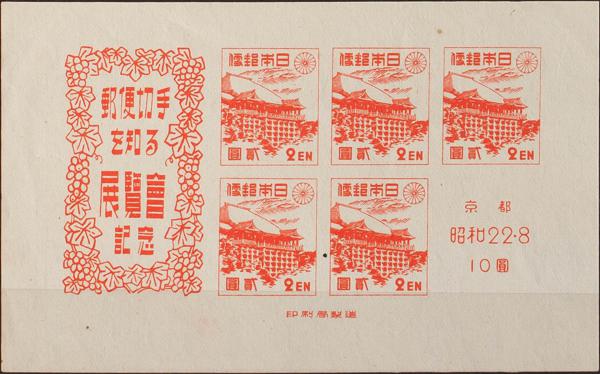 郵便切手
を知る
展覽會
記念
便郵本日
圓貳 2EN
便郵本日
圓貳 2EN
便郵本日
圓貳 2EN
便郵本日
圓貳 2EN
便郵本日
圓貳 2EN
京都
昭和22·8
10圓
印刷局製造